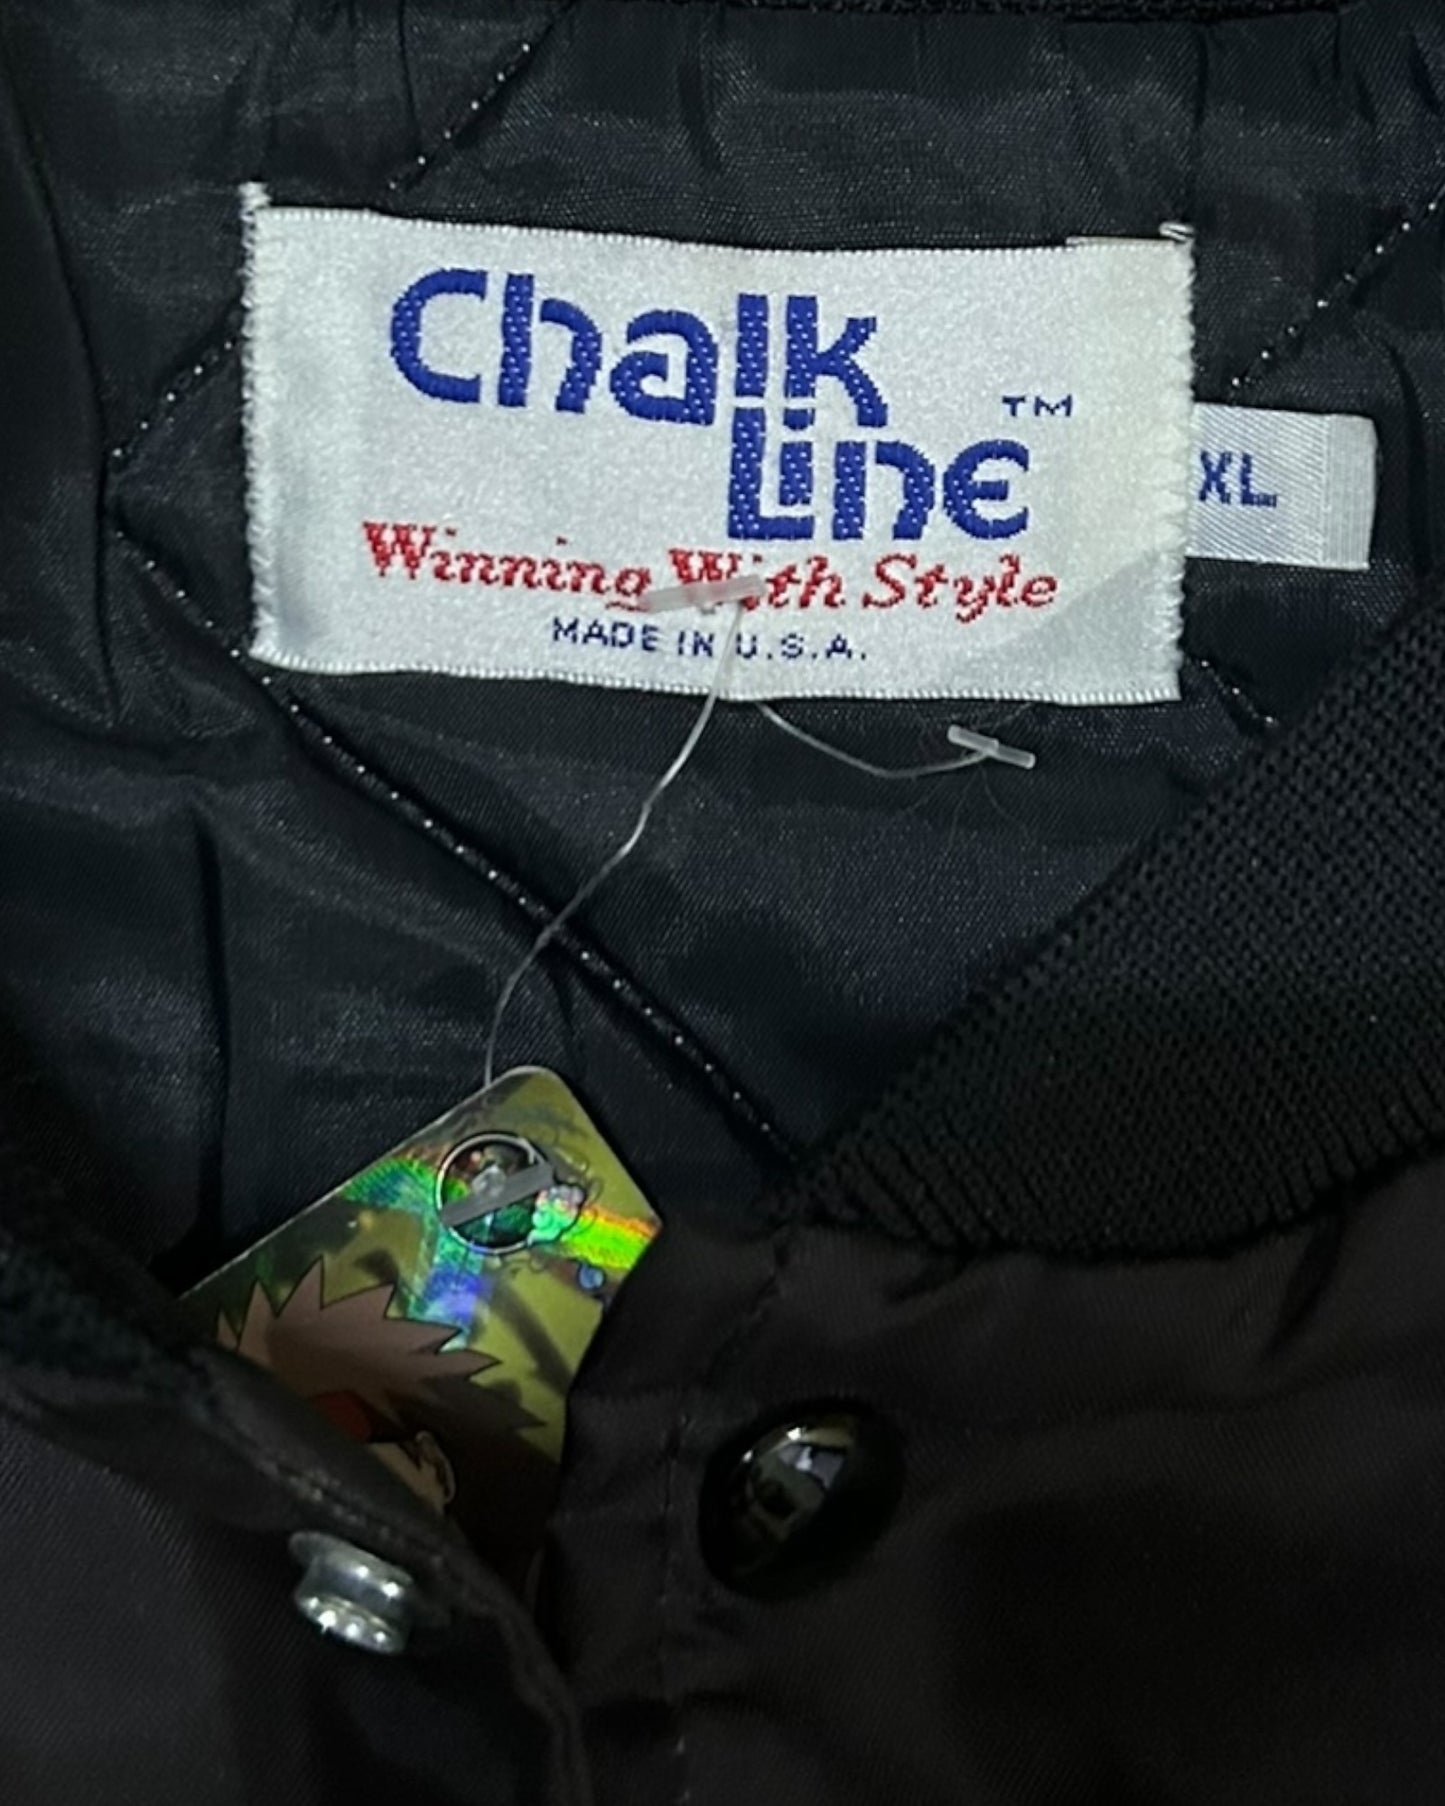 Chalk
Line
TM
XL
Winning With Style
MADE IN U.S.A.